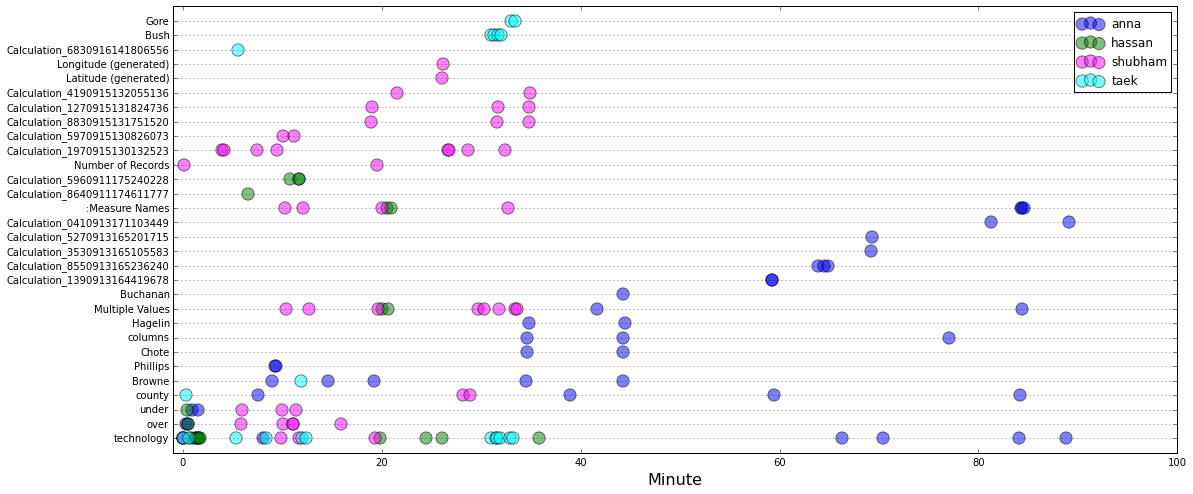 Gore
Bush
Calculation_6830916141806556
Longitude (generated)
Latitude (generated)
Calculation_4190915132055136
Calculation_1270915131824736
Calculation_8830915131751520
Calculation_5970915130826073
Calculation_1970915130132523
Number of Records
Calculation_5960911175240228
Calculation_8640911174611777
:Measure Names
Calculation_0410913171103449
Calculation_5270913165201715
Calculation_3530913165105583
Calculation_8550913165236240
Calculation_1390913164419678
Buchanan
Multiple Values
Hagelin
columns
Chote
Phillips
Browne
county
under
over
technology
0 20 40 60 80 100
Minute
anna
hassan
shubham
taek